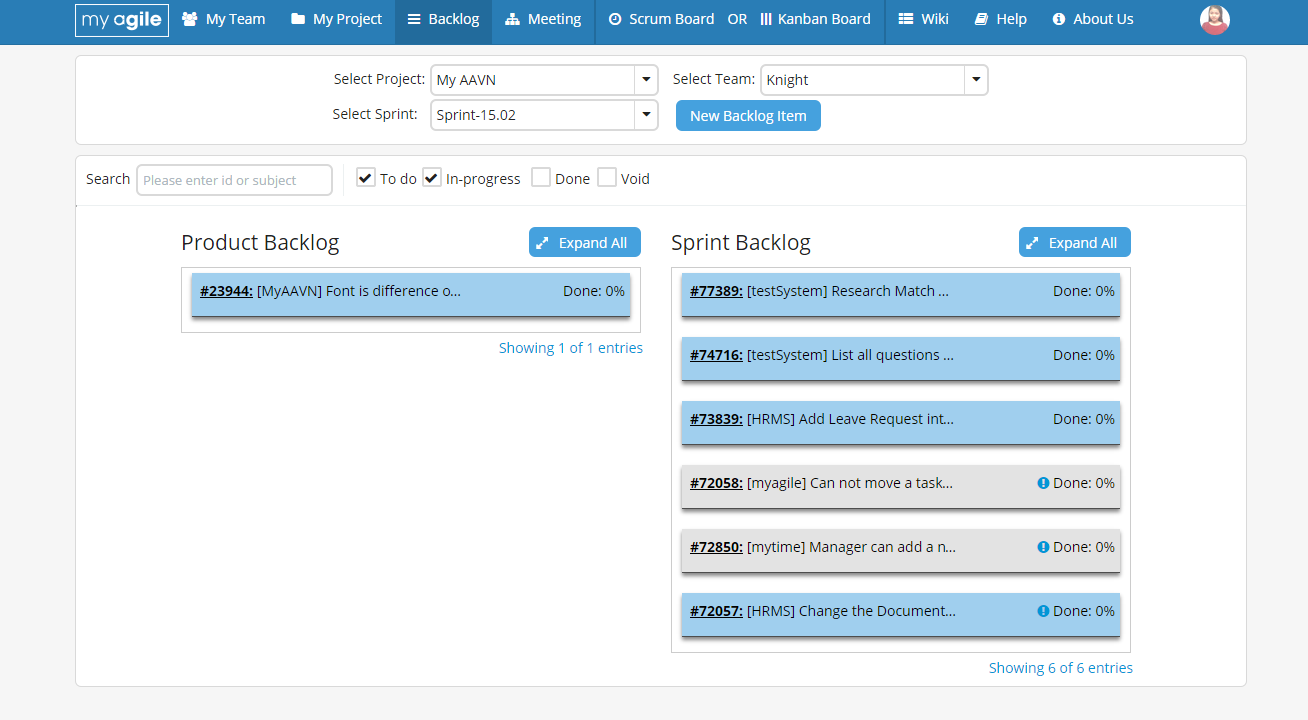 my agile My Team My Project Backlog Meeting Scrum Board OR Kanban Board Wiki Help About Us
Select Project: My AAVN Select Team: Knight
Select Sprint: Sprint-15.02 New Backlog Item
Search Please enter id or subject To do In-progress Done Void
Product Backlog Expand All
#23944: [MyAAVN] Font is difference o... Done: 0%
Showing 1 of 1 entries
Sprint Backlog Expand All
#77389: [testSystem] Research Match ... Done: 0%
#74716: [testSystem] List all questions ... Done: 0%
#73839: [HRMS] Add Leave Request int... Done: 0%
#72058: [myagile] Can not move a task... Done: 0%
#72850: [mytime] Manager can add a n... Done: 0%
#72057: [HRMS] Change the Document... Done: 0%
Showing 6 of 6 entries